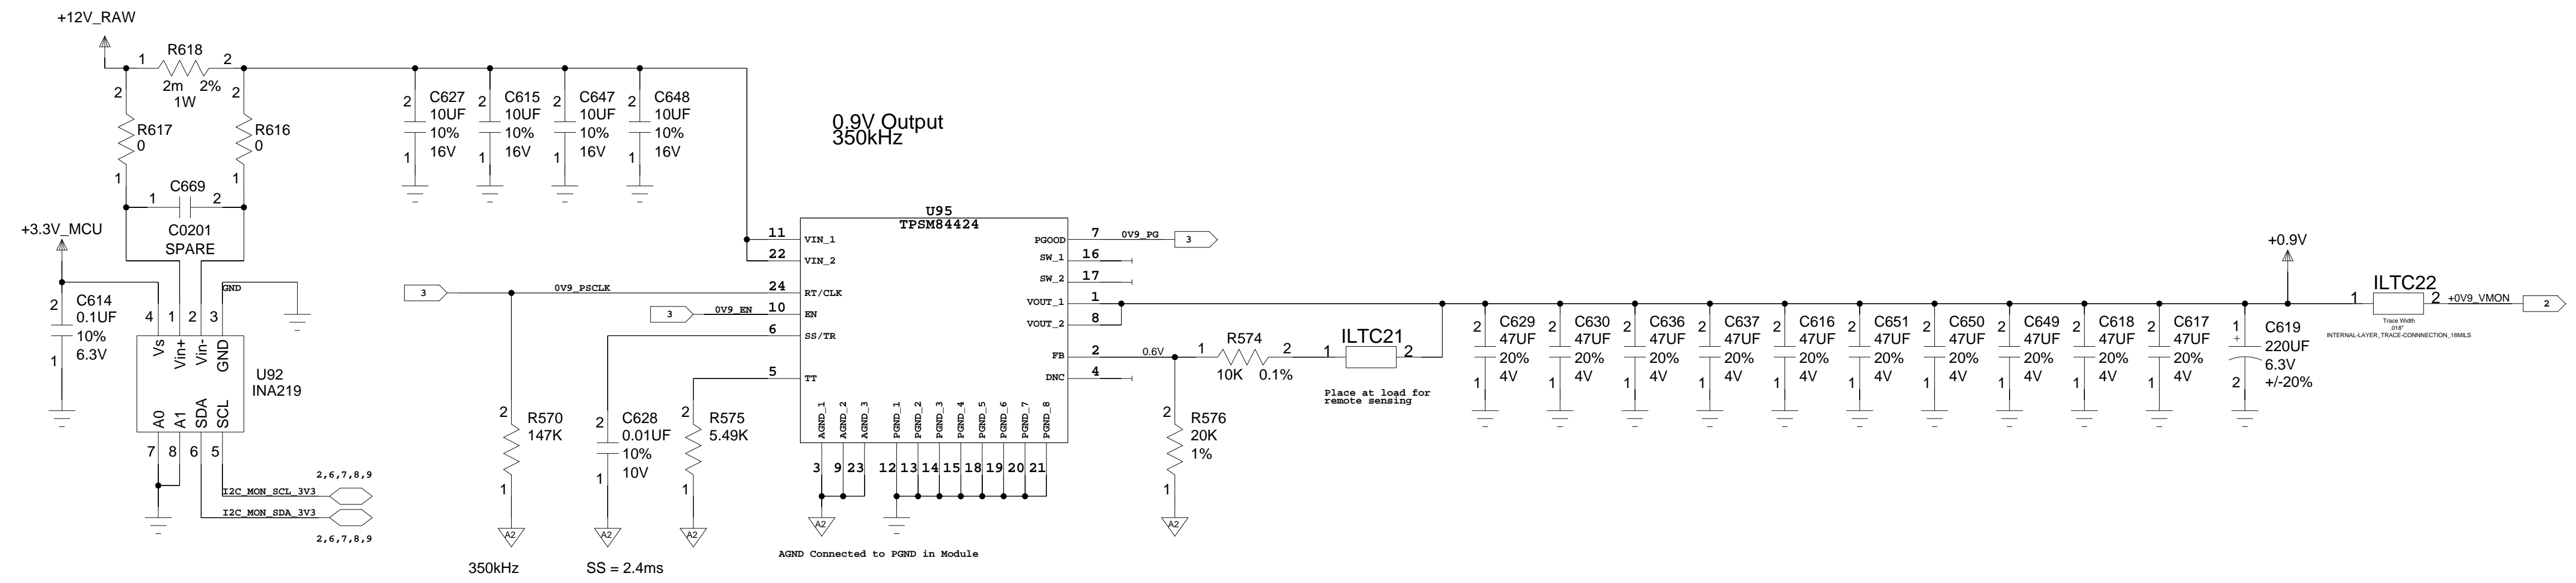 +12V_RAW
1 R618 2
2m 2%
1W
2 2
R617
0
R616
0
1 1
C669
1 2
C0201
SPARE
+3.3V_MCU
2 C614
0.1UF
10%
6.3V
1
GND
4 1 2 3
Vs Vin+ Vin- GND
U92
INA219
A0 A1 SDA SCL
7 8 6 5
2,6,7,8,9
I2C_MON_SCL_3V3
I2C_MON_SDA_3V3
2,6,7,8,9
2 C627
10UF
10%
1 16V
2 C615
10UF
10%
1 16V
2 C647
10UF
10%
1 16V
2 C648
10UF
10%
1 16V
0.9V Output
350kHz
U95
TPSM84424
11 VIN_1
22 VIN_2
3 0V9_PSCLK 24 RT/CLK
3 0V9_EN 10 EN
6 SS/TR
5 TT
PGOOD 7 0V9_PG 3
SW_1 16
SW_2 17
VOUT_1 1
VOUT_2 8
FB 2 0.6V
DNC 4
AGND_1 AGND_2 AGND_3 PGND_1 PGND_2 PGND_3 PGND_4 PGND_5 PGND_6 PGND_7 PGND_8
3 9 23 12 13 14 15 18 19 20 21
A2
AGND Connected to PGND in Module
2 R570
147K
1
A2
350kHz
2 C628
0.01UF
10%
1 10V
A2
SS = 2.4ms
2 R575
5.49K
1
A2
1 R574 2
10K 0.1%
ILTC21
1 2
Place at load for
remote sensing
2 R576
20K
1%
1
A2
2 C629
47UF
20%
1 4V
2 C630
47UF
20%
1 4V
2 C636
47UF
20%
1 4V
2 C637
47UF
20%
1 4V
2 C616
47UF
20%
1 4V
2 C651
47UF
20%
1 4V
2 C650
47UF
20%
1 4V
2 C649
47UF
20%
1 4V
2 C618
47UF
20%
1 4V
2 C617
47UF
20%
1 4V
+0.9V
1 C619
+ 220UF
6.3V
2 +/-20%
ILTC22
1 2 +0V9_VMON 2
Trace Width
.018"
INTERNAL-LAYER_TRACE-CONNNECTION_18MILS